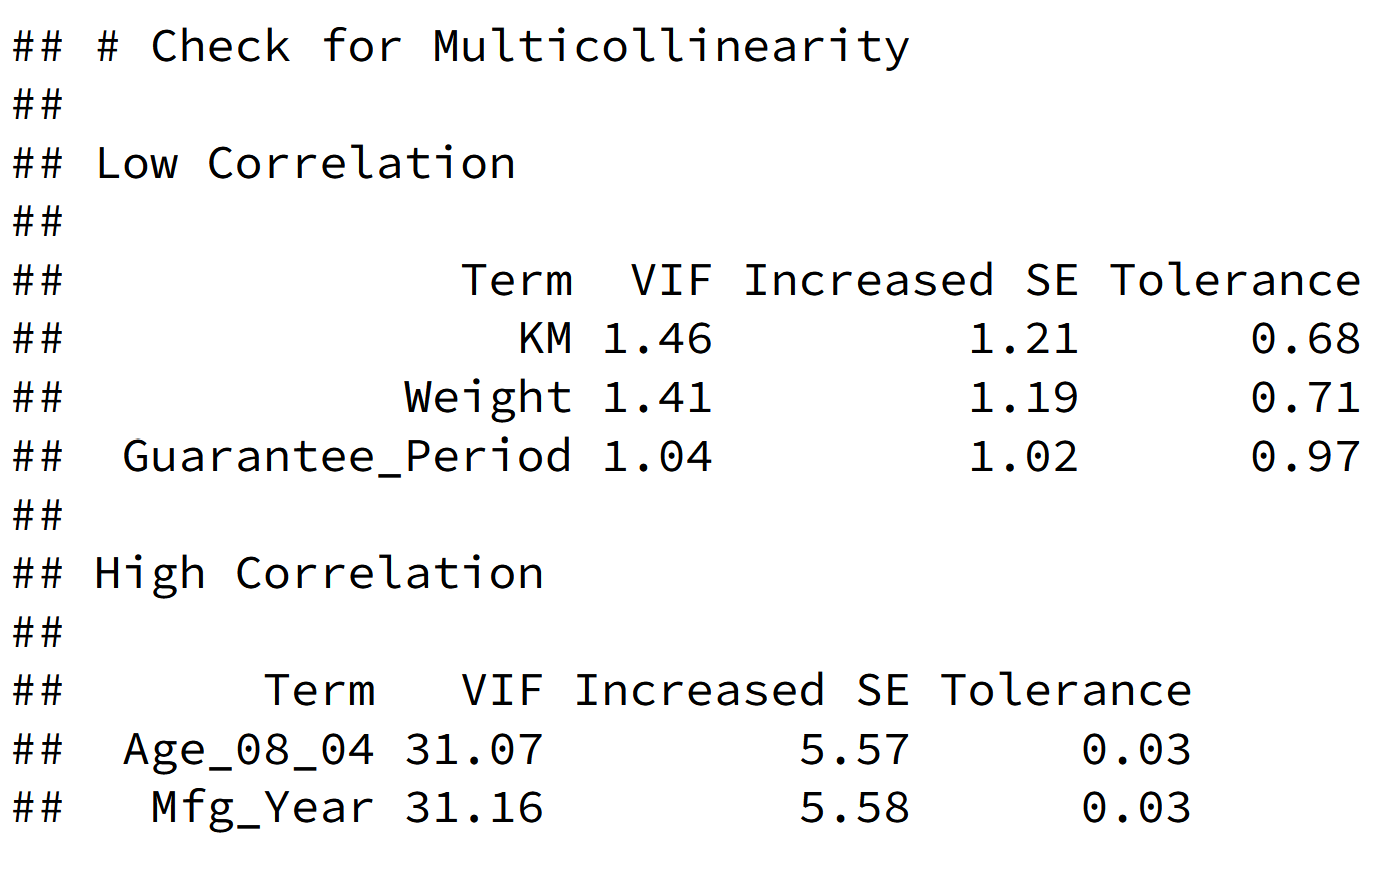 ## # Check for Multicollinearity
##
## Low Correlation
##
##               Term  VIF Increased SE Tolerance
##                 KM 1.46         1.21      0.68
##             Weight 1.41         1.19      0.71
##   Guarantee_Period 1.04         1.02      0.97
##
## High Correlation
##
##        Term   VIF Increased SE Tolerance
##   Age_08_04 31.07         5.57      0.03
##    Mfg_Year 31.16         5.58      0.03